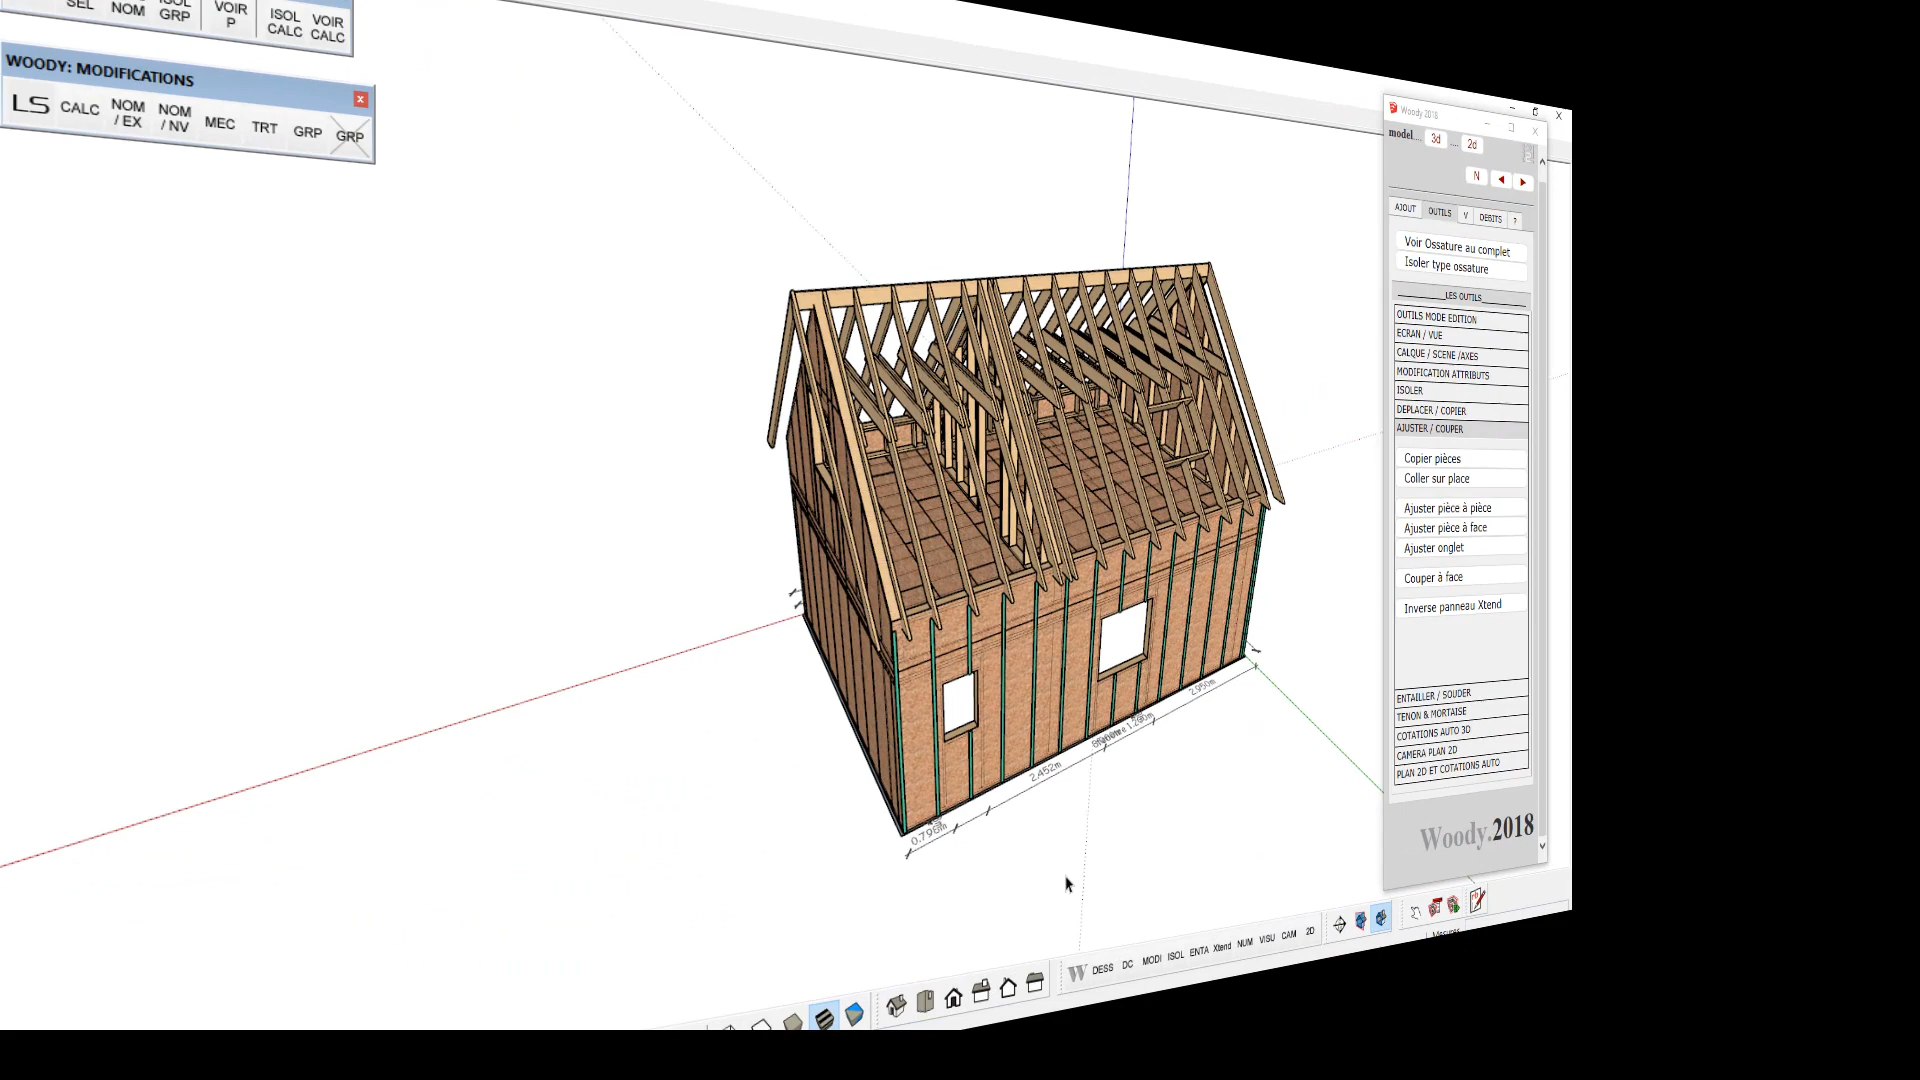 SEL
NOM
GRP
VOIR
P
ISOL
CALC
VOIR
CALC
WOODY: MODIFICATIONS
LS
CALC
NOM
/ EX
NOM
/ NV
MEC
TRT
GRP
GRP
Woody 2018
model....
3d
....
2d
N
AJOUT
OUTILS
V
DEBITS
?
Voir Ossature au complet
Isoler type ossature
LES OUTILS
OUTILS MODE EDITION
ECRAN / VUE
CALQUE / SCENE /AXES
MODIFICATION ATTRIBUTS
ISOLER
DEPLACER / COPIER
AJUSTER / COUPER
Copier pièces
Coller sur place
Ajuster pièce à pièce
Ajuster pièce à face
Ajuster onglet
Couper à face
Inverse panneau Xtend
ENTAILLER / SOUDER
TENON & MORTAISE
COTATIONS AUTO 3D
CAMERA PLAN 2D
PLAN 2D ET COTATIONS AUTO
Woody.2018
2.950m
2.452m
0.796m
W
DESS
DC
MODI
ISOL
ENTA
Xtend
NUM
VISU
CAM
2D
Mesures